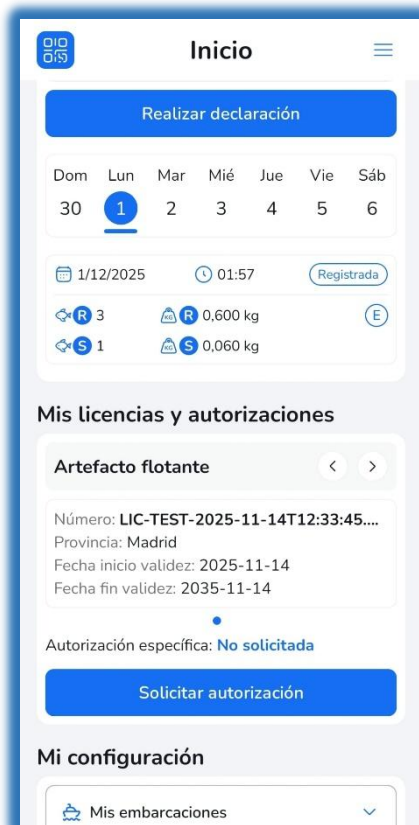 Inicio
Realizar declaración
Dom Lun Mar Mié Jue Vie Sáb
30 1 2 3 4 5 6
1/12/2025 01:57 Registrada
R 3 KG R 0,600 kg E
S 1 KG S 0,060 kg
Mis licencias y autorizaciones
Artefacto flotante
Número: LIC-TEST-2025-11-14T12:33:45....
Provincia: Madrid
Fecha inicio validez: 2025-11-14
Fecha fin validez: 2035-11-14
Autorización específica: No solicitada
Solicitar autorización
Mi configuración
Mis embarcaciones